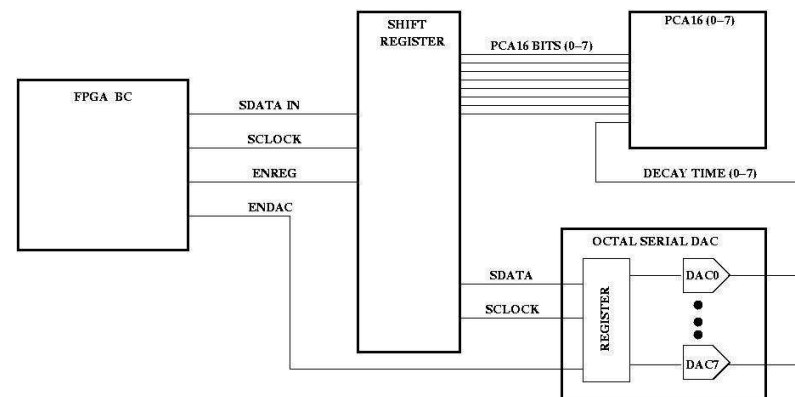 SHIFT
REGISTER
PCA16 (0–7)
PCA16 BITS (0–7)
FPGA BC
SDATA IN
SCLOCK
ENREG
ENDAC
DECAY TIME (0–7)
OCTAL SERIAL DAC
SDATA
SCLOCK
REGISTER
DAC0
DAC7